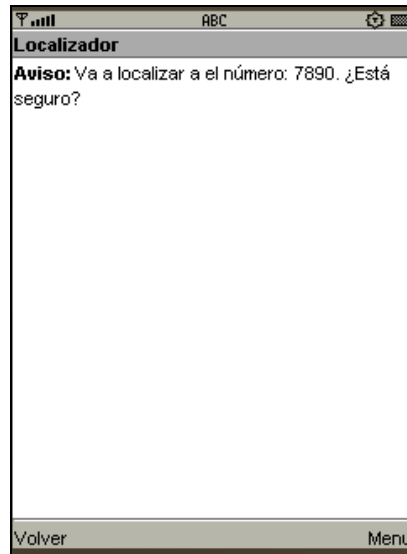 ABC
Localizador
Aviso: Va a localizar a el número: 7890. ¿Está
seguro?
Volver
Menu